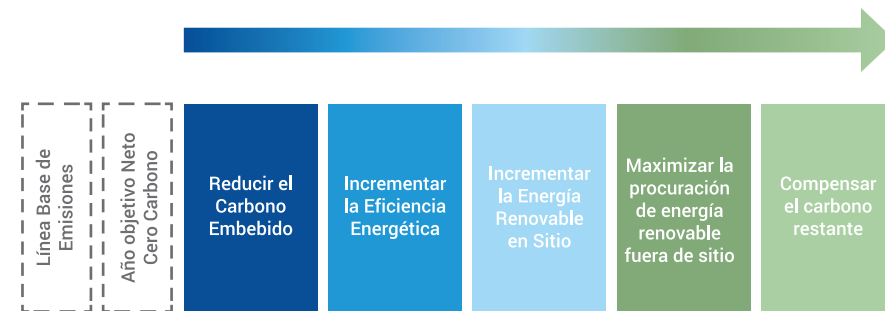 Línea Base de
Emisiones
Año objetivo Neto
Cero Carbono
Reducir el
Carbono
Embebido
Incrementar
la Eficiencia
Energética
Incrementar
la Energía
Renovable
en Sitio
Maximizar la
procuración
de energía
renovable
fuera de sitio
Compensar
el carbono
restante